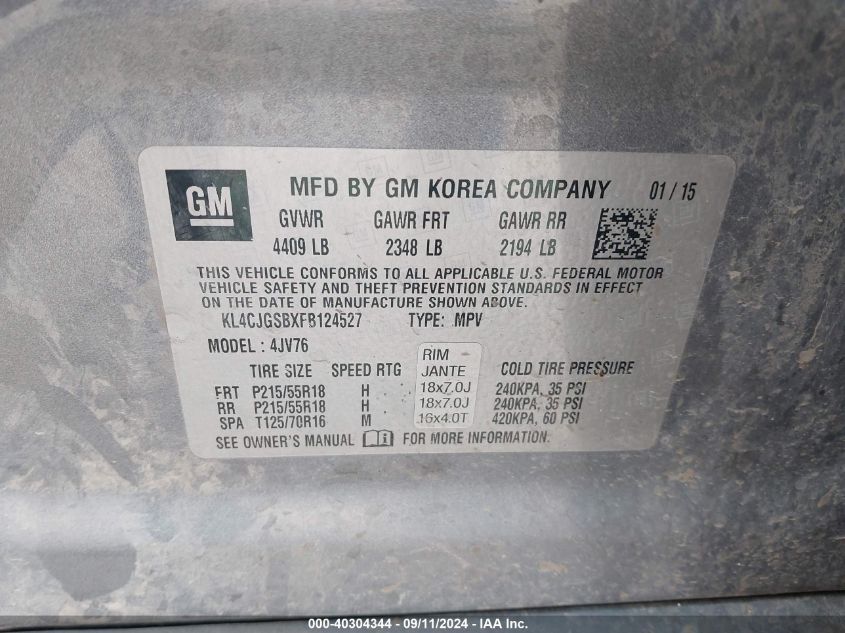 GM MFD BY GM KOREA COMPANY 01 / 15
GVWR GAWR FRT GAWR RR
4409 LB 2348 LB 2194 LB
THIS VEHICLE CONFORMS TO ALL APPLICABLE U.S. FEDERAL MOTOR
VEHICLE SAFETY AND THEFT PREVENTION STANDARDS IN EFFECT
ON THE DATE OF MANUFACTURE SHOWN ABOVE.
KL4CJGSBXFB124527 TYPE: MPV
MODEL : 4JV76
TIRE SIZE SPEED RTG RIM JANTE COLD TIRE PRESSURE
FRT P215/55R18 H 18x7.0J 240KPA, 35 PSI
RR P215/55R18 H 18x7.0J 240KPA, 35 PSI
SPA T125/70R16 M 16x4.0T 420KPA, 60 PSI
SEE OWNER'S MANUAL FOR MORE INFORMATION.
000-40304344 - 09/11/2024 - IAA Inc.